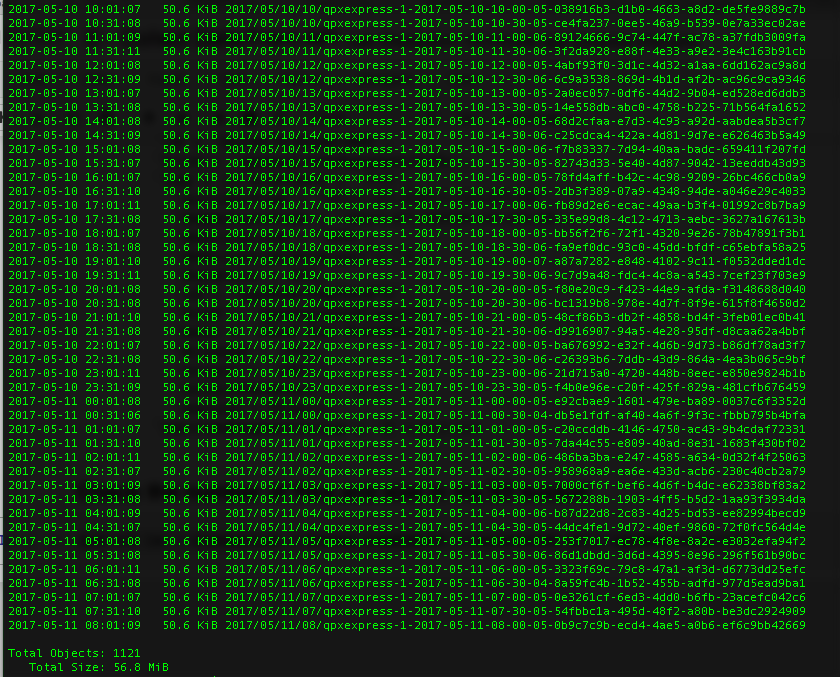 2017-05-10 10:01:07   50.6 KiB 2017/05/10/10/qpxexpress-1-2017-05-10-10-00-05-038916b3-d1b0-4663-a8d2-de5fe9889c7b
2017-05-10 10:31:08   50.6 KiB 2017/05/10/10/qpxexpress-1-2017-05-10-10-30-05-ce4fa237-0ee5-46a9-b539-0e7a33ec02ae
2017-05-10 11:01:09   50.6 KiB 2017/05/10/11/qpxexpress-1-2017-05-10-11-00-06-89124666-9c74-447f-ac78-a37fdb3009fa
2017-05-10 11:31:11   50.6 KiB 2017/05/10/11/qpxexpress-1-2017-05-10-11-30-06-3f2da928-e88f-4e33-a9e2-3e4c163b91cb
2017-05-10 12:01:08   50.6 KiB 2017/05/10/12/qpxexpress-1-2017-05-10-12-00-05-4abf93f0-3d1c-4d32-a1aa-6dd162ac9a8d
2017-05-10 12:31:09   50.6 KiB 2017/05/10/12/qpxexpress-1-2017-05-10-12-30-06-6c9a3538-869d-4b1d-af2b-ac96c9ca9346
2017-05-10 13:01:07   50.6 KiB 2017/05/10/13/qpxexpress-1-2017-05-10-13-00-05-2a0ec057-0df6-44d2-9b04-ed528ed6ddb3
2017-05-10 13:31:08   50.6 KiB 2017/05/10/13/qpxexpress-1-2017-05-10-13-30-05-14e558db-abc0-4758-b225-71b564fa1652
2017-05-10 14:01:08   50.6 KiB 2017/05/10/14/qpxexpress-1-2017-05-10-14-00-05-68d2cfaa-e7d3-4c93-a92d-aabdea5b3cf7
2017-05-10 14:31:09   50.6 KiB 2017/05/10/14/qpxexpress-1-2017-05-10-14-30-06-c25cdca4-422a-4d81-9d7e-e626463b5a49
2017-05-10 15:01:08   50.6 KiB 2017/05/10/15/qpxexpress-1-2017-05-10-15-00-06-f7b83337-7d94-40aa-badc-659411f207fd
2017-05-10 15:31:07   50.6 KiB 2017/05/10/15/qpxexpress-1-2017-05-10-15-30-05-82743d33-5e40-4d87-9042-13eeddb43d93
2017-05-10 16:01:07   50.6 KiB 2017/05/10/16/qpxexpress-1-2017-05-10-16-00-05-78fd4aff-b42c-4c98-9209-26bc466cb0a9
2017-05-10 16:31:10   50.6 KiB 2017/05/10/16/qpxexpress-1-2017-05-10-16-30-06-2db3f389-07a9-4348-94de-a046e29c4033
2017-05-10 17:01:11   50.6 KiB 2017/05/10/17/qpxexpress-1-2017-05-10-17-00-06-fb89d2e6-ecac-49aa-b3f4-01992c8b7ba9
2017-05-10 17:31:08   50.6 KiB 2017/05/10/17/qpxexpress-1-2017-05-10-17-30-05-335e99d8-4c12-4713-aebc-3627a167613b
2017-05-10 18:01:07   50.6 KiB 2017/05/10/18/qpxexpress-1-2017-05-10-18-00-05-bb56f2f6-72f1-4320-9e26-78b47891f3b1
2017-05-10 18:31:08   50.6 KiB 2017/05/10/18/qpxexpress-1-2017-05-10-18-30-06-fa9ef0dc-93c0-45dd-bfdf-c65ebfa58a25
2017-05-10 19:01:10   50.6 KiB 2017/05/10/19/qpxexpress-1-2017-05-10-19-00-07-a87a7282-e848-4102-9c11-f0532dded1dc
2017-05-10 19:31:11   50.6 KiB 2017/05/10/19/qpxexpress-1-2017-05-10-19-30-06-9c7d9a48-fdc4-4c8a-a543-7cef23f703e9
2017-05-10 20:01:08   50.6 KiB 2017/05/10/20/qpxexpress-1-2017-05-10-20-00-05-f80e20c9-f423-44e9-afda-f3148688d040
2017-05-10 20:31:08   50.6 KiB 2017/05/10/20/qpxexpress-1-2017-05-10-20-30-06-bc1319b8-978e-4d7f-8f9e-615f8f4650d2
2017-05-10 21:01:10   50.6 KiB 2017/05/10/21/qpxexpress-1-2017-05-10-21-00-05-48cf86b3-db2f-4858-bd4f-3feb01ec0b41
2017-05-10 21:31:08   50.6 KiB 2017/05/10/21/qpxexpress-1-2017-05-10-21-30-06-d9916907-94a5-4e28-95df-d8caa62a4bbf
2017-05-10 22:01:07   50.6 KiB 2017/05/10/22/qpxexpress-1-2017-05-10-22-00-05-ba676992-e32f-4d6b-9d73-b86df78ad3f7
2017-05-10 22:31:08   50.6 KiB 2017/05/10/22/qpxexpress-1-2017-05-10-22-30-06-c26393b6-7ddb-43d9-864a-4ea3b065c9bf
2017-05-10 23:01:11   50.6 KiB 2017/05/10/23/qpxexpress-1-2017-05-10-23-00-06-21d715a0-4720-448b-8eec-e850e9824b1b
2017-05-10 23:31:09   50.6 KiB 2017/05/10/23/qpxexpress-1-2017-05-10-23-30-05-f4b0e96e-c20f-425f-829a-481cfb676459
2017-05-11 00:01:08   50.6 KiB 2017/05/11/00/qpxexpress-1-2017-05-11-00-00-05-e92cbae9-1601-479e-ba89-0037c6f3352d
2017-05-11 00:31:06   50.6 KiB 2017/05/11/00/qpxexpress-1-2017-05-11-00-30-04-db5e1fdf-af40-4a6f-9f3c-fbbb795b4bfa
2017-05-11 01:01:07   50.6 KiB 2017/05/11/01/qpxexpress-1-2017-05-11-01-00-05-c20ccddb-4146-4750-ac43-9b4cdaf72331
2017-05-11 01:31:10   50.6 KiB 2017/05/11/01/qpxexpress-1-2017-05-11-01-30-05-7da44c55-e809-40ad-8e31-1683f430bf02
2017-05-11 02:01:11   50.6 KiB 2017/05/11/02/qpxexpress-1-2017-05-11-02-00-06-486ba3ba-e247-4585-a634-0d32f4f25063
2017-05-11 02:31:07   50.6 KiB 2017/05/11/02/qpxexpress-1-2017-05-11-02-30-05-958968a9-ea6e-433d-acb6-230c40cb2a79
2017-05-11 03:01:09   50.6 KiB 2017/05/11/03/qpxexpress-1-2017-05-11-03-00-05-7000cf6f-bef6-4d6f-b4dc-e62338bf83a2
2017-05-11 03:31:08   50.6 KiB 2017/05/11/03/qpxexpress-1-2017-05-11-03-30-05-5672288b-1903-4ff5-b5d2-1aa93f3934da
2017-05-11 04:01:09   50.6 KiB 2017/05/11/04/qpxexpress-1-2017-05-11-04-00-06-b87d22d8-2c83-4d25-bd53-ee82994becd9
2017-05-11 04:31:07   50.6 KiB 2017/05/11/04/qpxexpress-1-2017-05-11-04-30-05-44dc4fe1-9d72-40ef-9860-72f0fc564d4e
2017-05-11 05:01:08   50.6 KiB 2017/05/11/05/qpxexpress-1-2017-05-11-05-00-05-253f7017-ec78-4f8e-8a2c-e3032efa94f2
2017-05-11 05:31:08   50.6 KiB 2017/05/11/05/qpxexpress-1-2017-05-11-05-30-05-86d1dbdd-3d6d-4395-8e96-296f561b90bc
2017-05-11 06:01:11   50.6 KiB 2017/05/11/06/qpxexpress-1-2017-05-11-06-00-05-3323f69c-79c8-47a1-af3d-d6773dd25efc
2017-05-11 06:31:08   50.6 KiB 2017/05/11/06/qpxexpress-1-2017-05-11-06-30-04-8a59fc4b-1b52-455b-adfd-977d5ead9ba1
2017-05-11 07:01:07   50.6 KiB 2017/05/11/07/qpxexpress-1-2017-05-11-07-00-05-0e3261cf-6ed3-4dd0-b6fb-23acefc042c6
2017-05-11 07:31:10   50.6 KiB 2017/05/11/07/qpxexpress-1-2017-05-11-07-30-05-54fbbc1a-495d-48f2-a80b-be3dc2924909
2017-05-11 08:01:09   50.6 KiB 2017/05/11/08/qpxexpress-1-2017-05-11-08-00-05-0b9c7c9b-ecd4-4ae5-a0b6-ef6c9bb42669
Total Objects: 1121
Total Size: 56.8 MiB